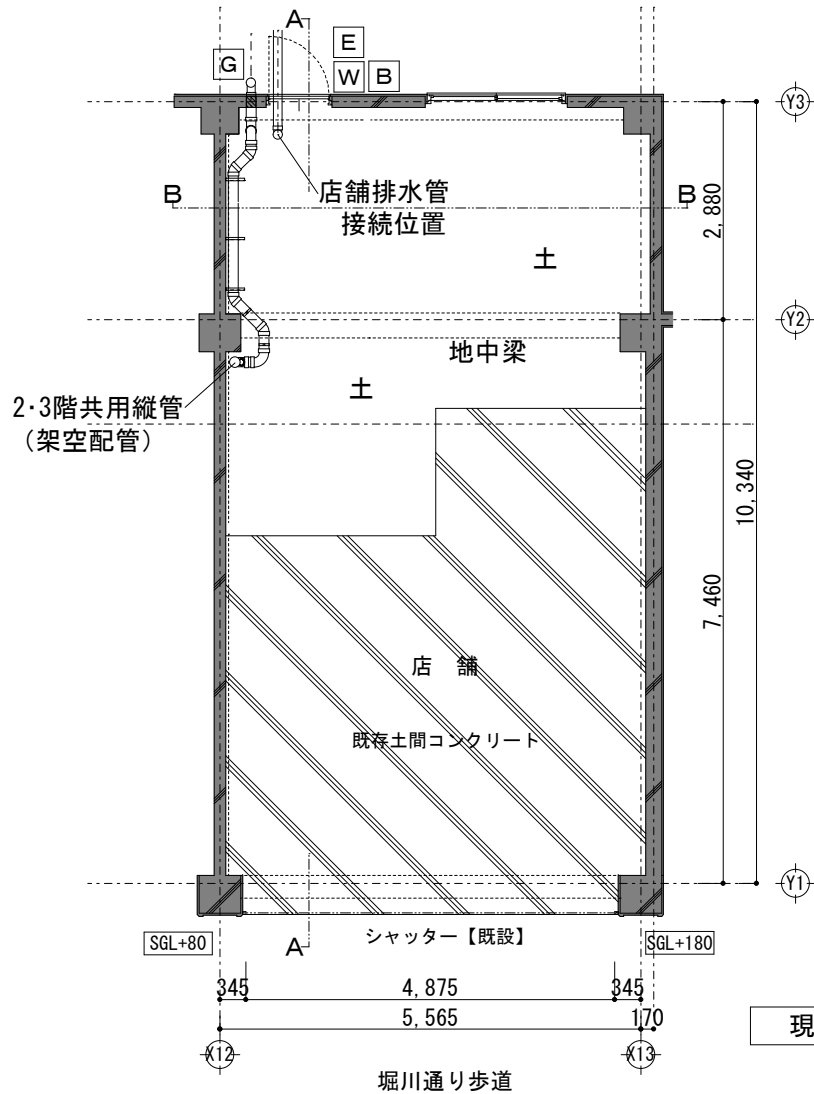 A
E
G
W
B
Y3
店舗排水管
接続位置
B
B
2,880
土
Y2
地中梁
2・3階共用縦管
（架空配管）
土
10,340
7,460
店 舗
既存土間コンクリート
Y1
SGL+80
A
シャッター【既設】
SGL+180
345
4,875
345
5,565
170
現
X12
X13
堀川通り歩道